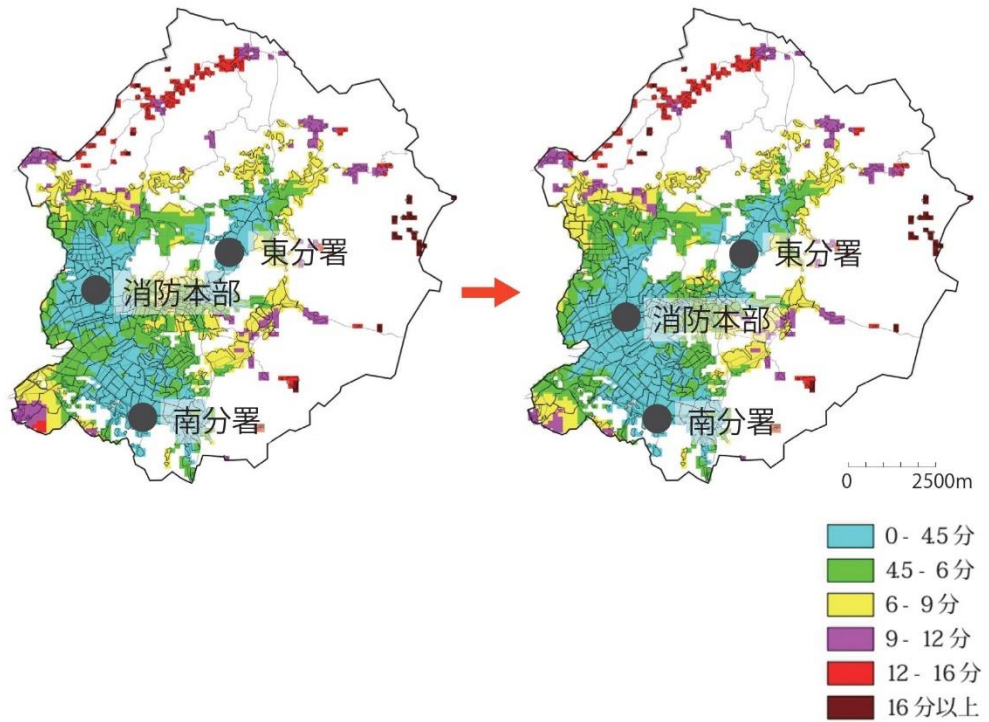 東分署
消防本部
南分署
東分署
消防本部
南分署
0 2500m
0 - 4.5 分
4.5 - 6 分
6 - 9 分
9 - 12 分
12 - 16 分
16 分以上